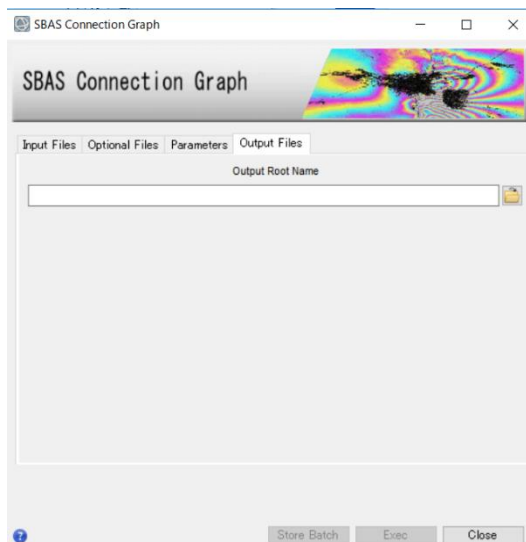 SBAS Connection Graph
SBAS Connection Graph
Input Files Optional Files Parameters Output Files
Output Root Name
Store Batch Exec Close